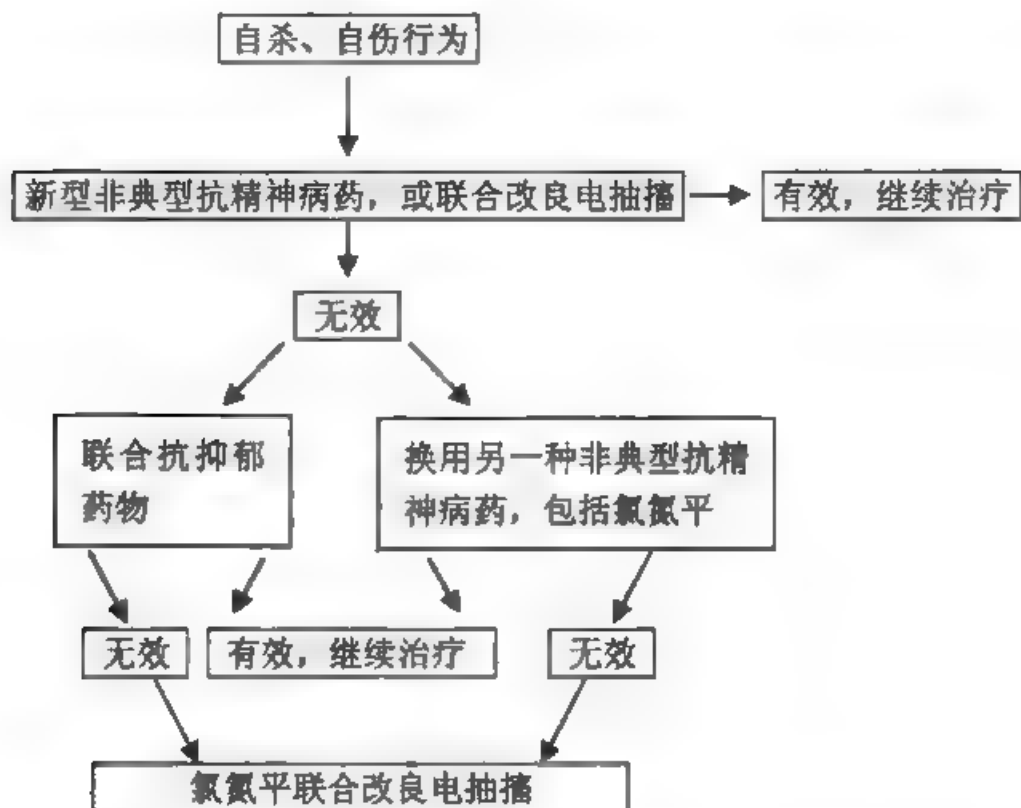 自杀、自伤行为
新型非典型抗精神病药，或联合改良电抽搐
有效，继续治疗
无效
联合抗抑郁
药物
换用另一种非典型抗精
神病药，包括氯氮平
无效
有效，继续治疗
无效
氯氮平联合改良电抽搐